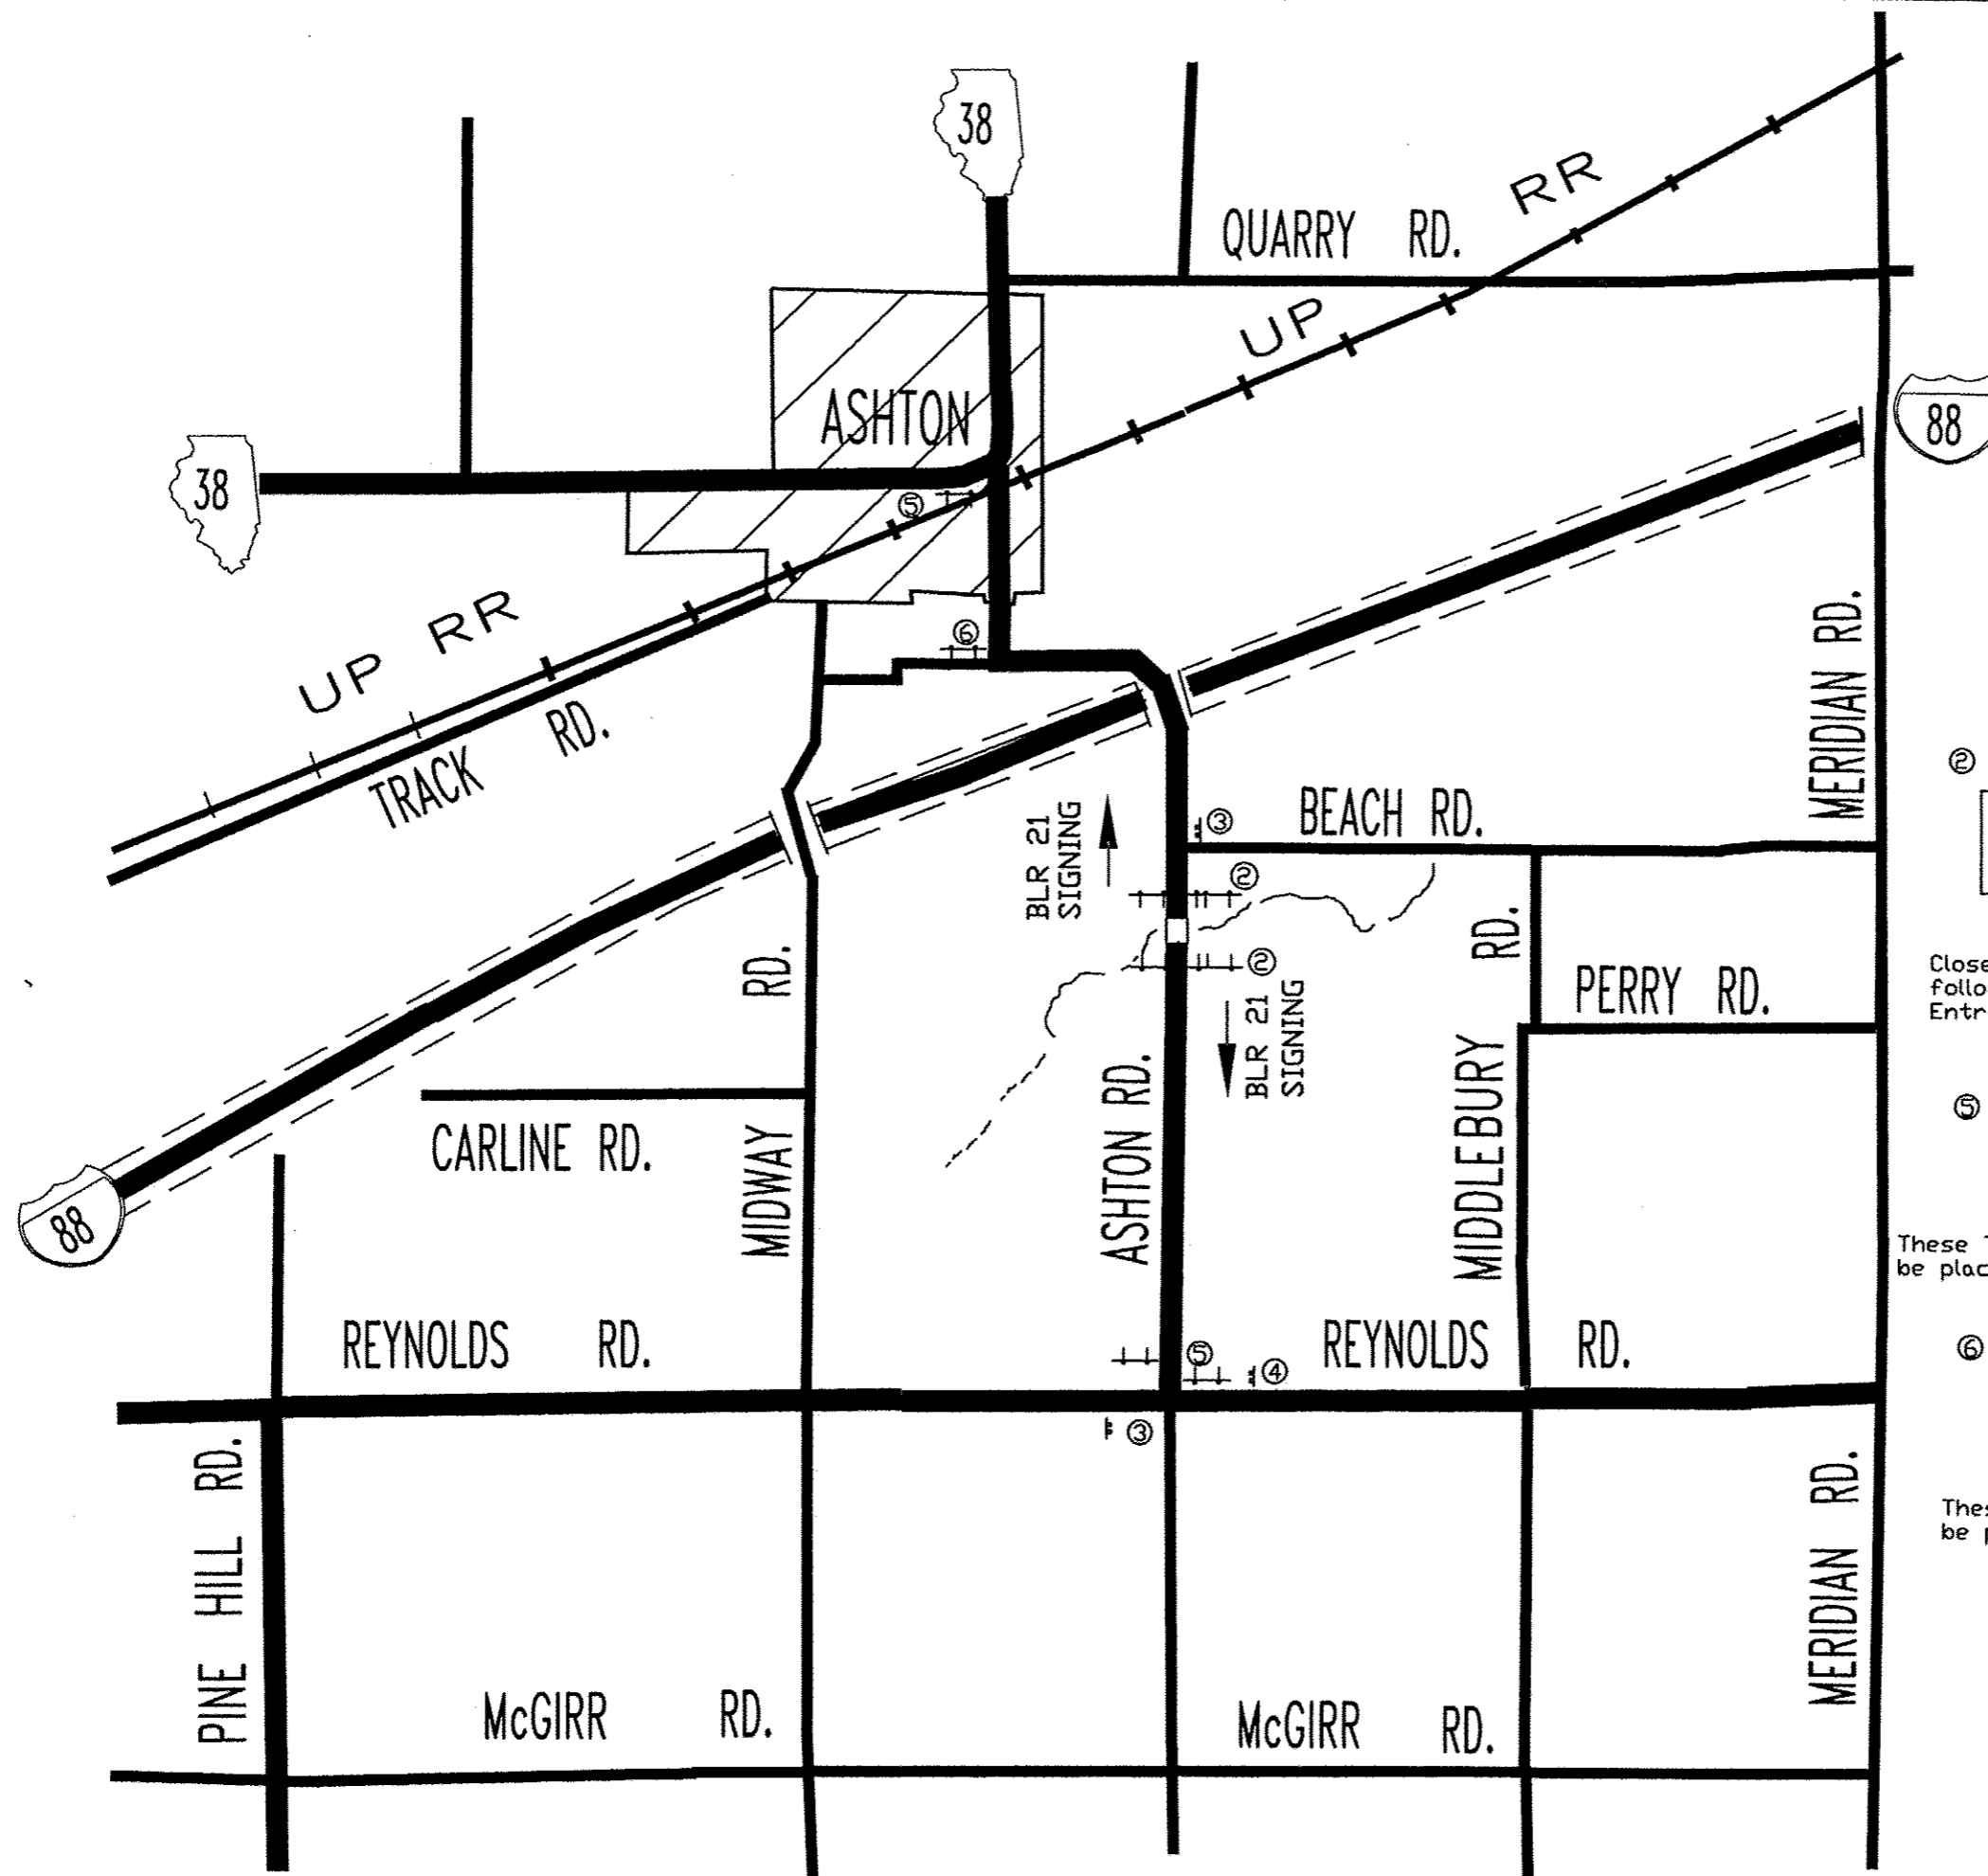 38
QUARRY RD.
UP RR
ASHTON
38
⑤
88
UP RR
TRACK RD.
⑥
MERIDIAN RD.
②
BLR 21
SIGNING
③
BEACH RD.
②
②
BLR 21
SIGNING
MIDWAY RD.
ASHTON RD.
MIDDLEBURY RD.
PERRY RD.
Close
follo
Entr
⑤
CARLINE RD.
88
These
be plac
REYNOLDS RD.
⑤
④
REYNOLDS RD.
⑥
③
PINE HILL RD.
MERIDIAN RD.
Thes
be
McGIRR RD.
McGIRR RD.